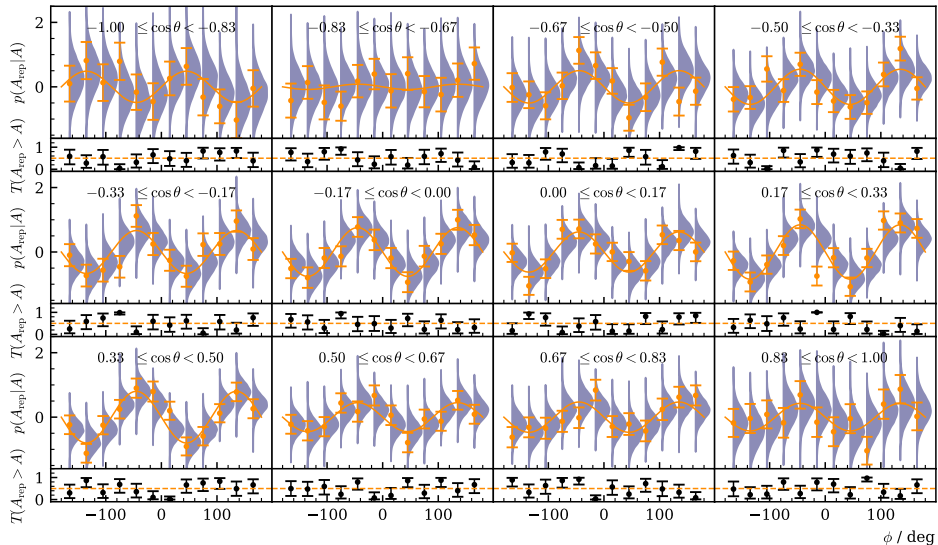 2 −1.00 ≤ cos θ < −0.83 −0.83 ≤ cos θ < −0.67 −0.67 ≤ cos θ < −0.50 −0.50 ≤ cos θ < −0.33
p(A_rep|A)
0
T(A_rep > A)
1
0
2 −0.33 ≤ cos θ < −0.17 −0.17 ≤ cos θ < 0.00 0.00 ≤ cos θ < 0.17 0.17 ≤ cos θ < 0.33
p(A_rep|A)
0
T(A_rep > A)
1
0
2 0.33 ≤ cos θ < 0.50 0.50 ≤ cos θ < 0.67 0.67 ≤ cos θ < 0.83 0.83 ≤ cos θ < 1.00
p(A_rep|A)
0
T(A_rep > A)
1
0
−100 0 100 −100 0 100 −100 0 100 −100 0 100
ϕ / deg